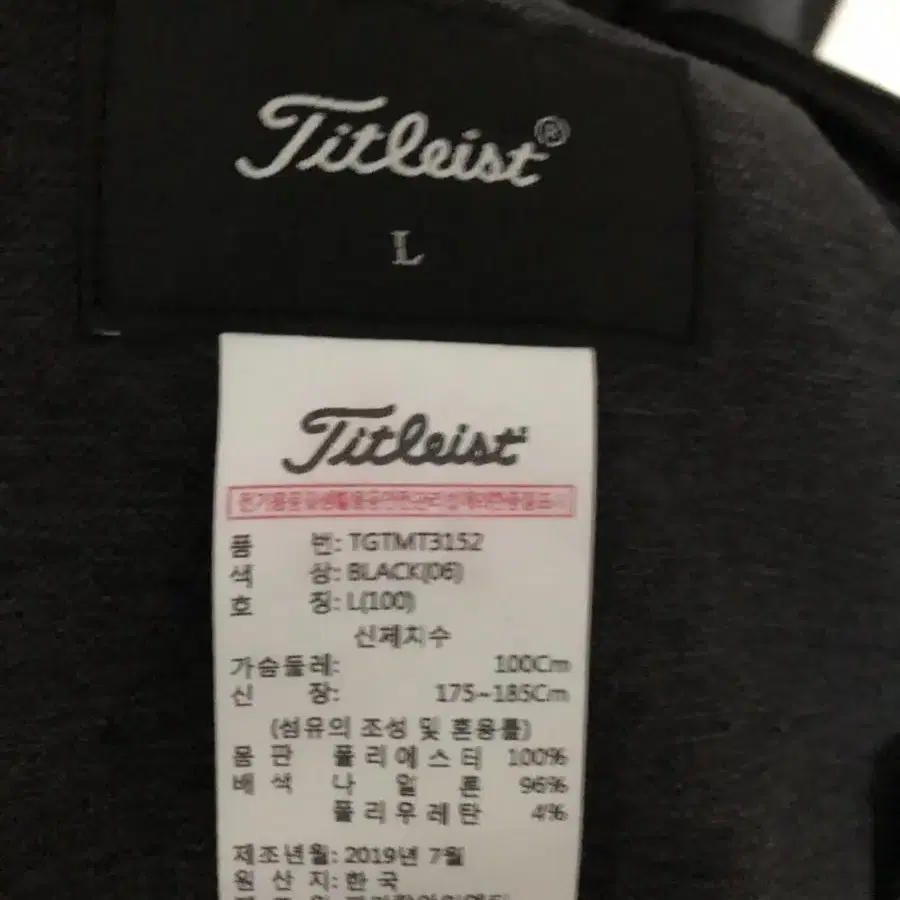 Titleist®
L
Titleist
품 번: TGTMT3152
색 상: BLACK(06)
호 칭: L(100)
신체치수
가슴둘레: 100Cm
신 장: 175~185Cm
(섬유의 조성 및 혼용률)
몸 판 폴리에스터 100%
배색 나 일 론 96%
폴리우레탄 4%
제조년월: 2019년 7월
원 산 지: 한 국